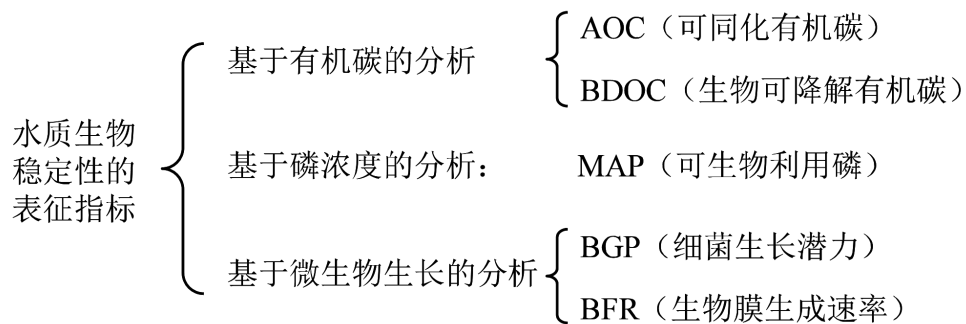 水质生物
稳定性的
表征指标
基于有机碳的分析
AOC（可同化有机碳）
BDOC（生物可降解有机碳）
基于磷浓度的分析：
MAP（可生物利用磷）
基于微生物生长的分析
BGP（细菌生长潜力）
BFR（生物膜生成速率）